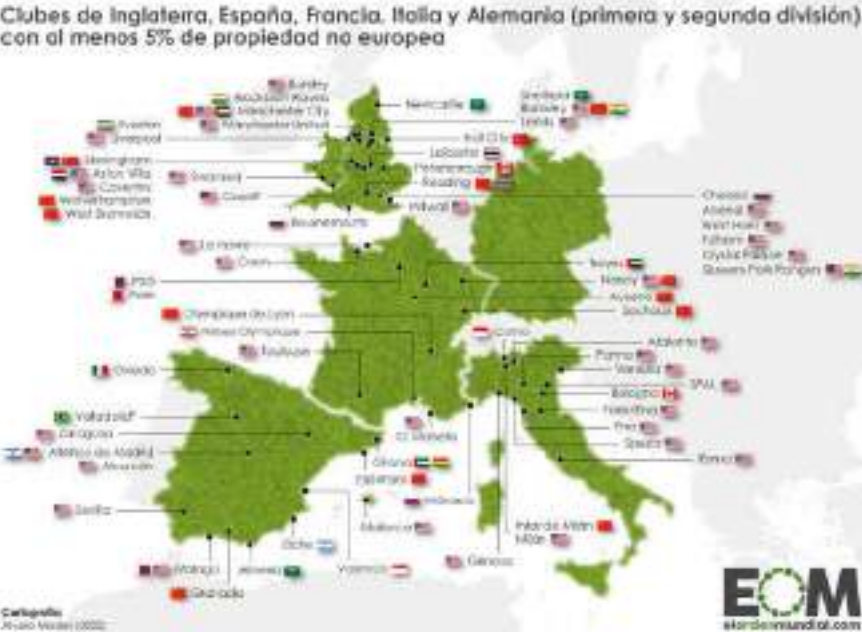 Clubes de Inglaterra, España, Francia, Italia y Alemania (primera y segunda división)
con al menos 5% de propiedad no europea
Burnley
Manchester City
Manchester United
Newcastle
Sheffield
Barnsley
Leeds
Everton
Liverpool
Hull City
Leicester
Peterborough
Reading
Birmingham
Aston Villa
Coventry
Wolverhampton
West Bromwich
Swansea
Cardiff
Millwall
Bournemouth
Chelsea
Arsenal
West Ham
Fulham
Crystal Palace
Queens Park Rangers
Le Havre
Caen
Troyes
Nancy
Auxerre
Sochaux
PSG
Paris
Olympique de Lyon
Toulouse
Como
Atalanta
Parma
Venezia
SPAL
Bologna
Fiorentina
Pisa
Spezia
Roma
Oviedo
Valladolid
Zaragoza
Atlético de Madrid
Alcorcón
Sevilla
Girona
Espanyol
Mónaco
Mallorca
Inter de Milán
Milán
Génova
Elche
Málaga
Almería
Valencia
Granada
Cartografía:
EOM
elordenmundial.com